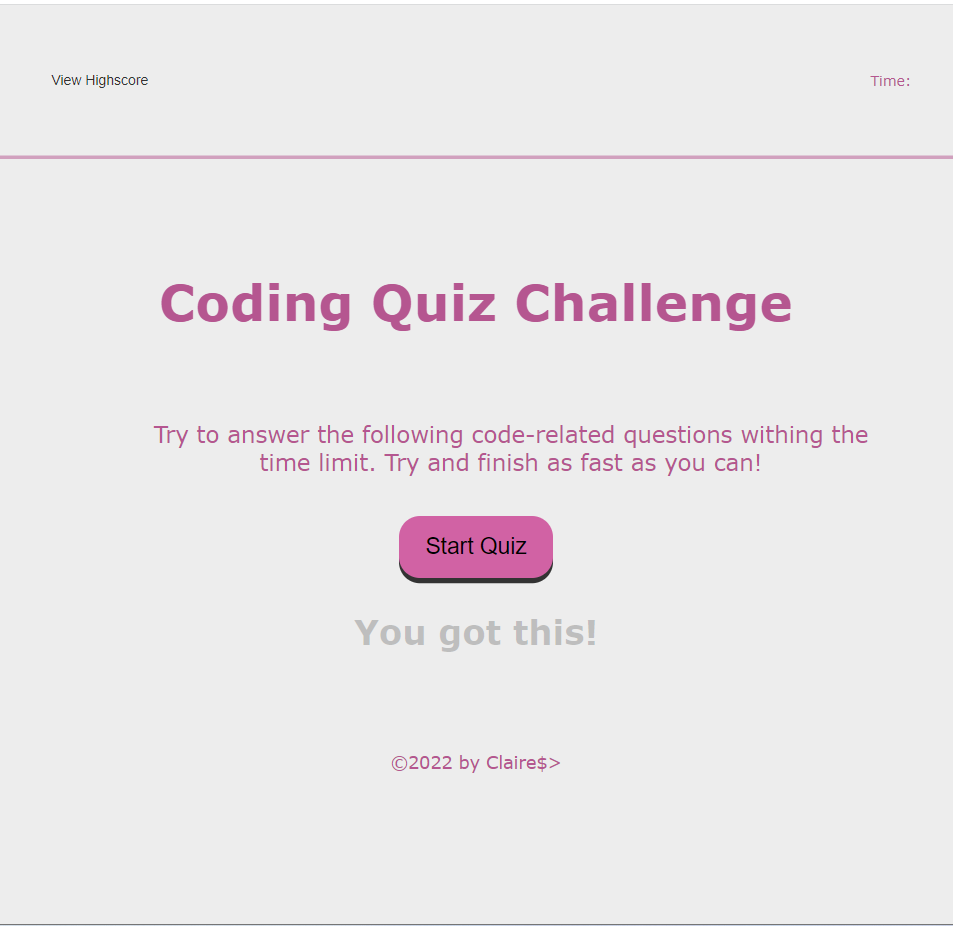 View Highscore
Time:
Coding Quiz Challenge
Try to answer the following code-related questions withing the
time limit. Try and finish as fast as you can!
Start Quiz
You got this!
©2022 by Claire$>